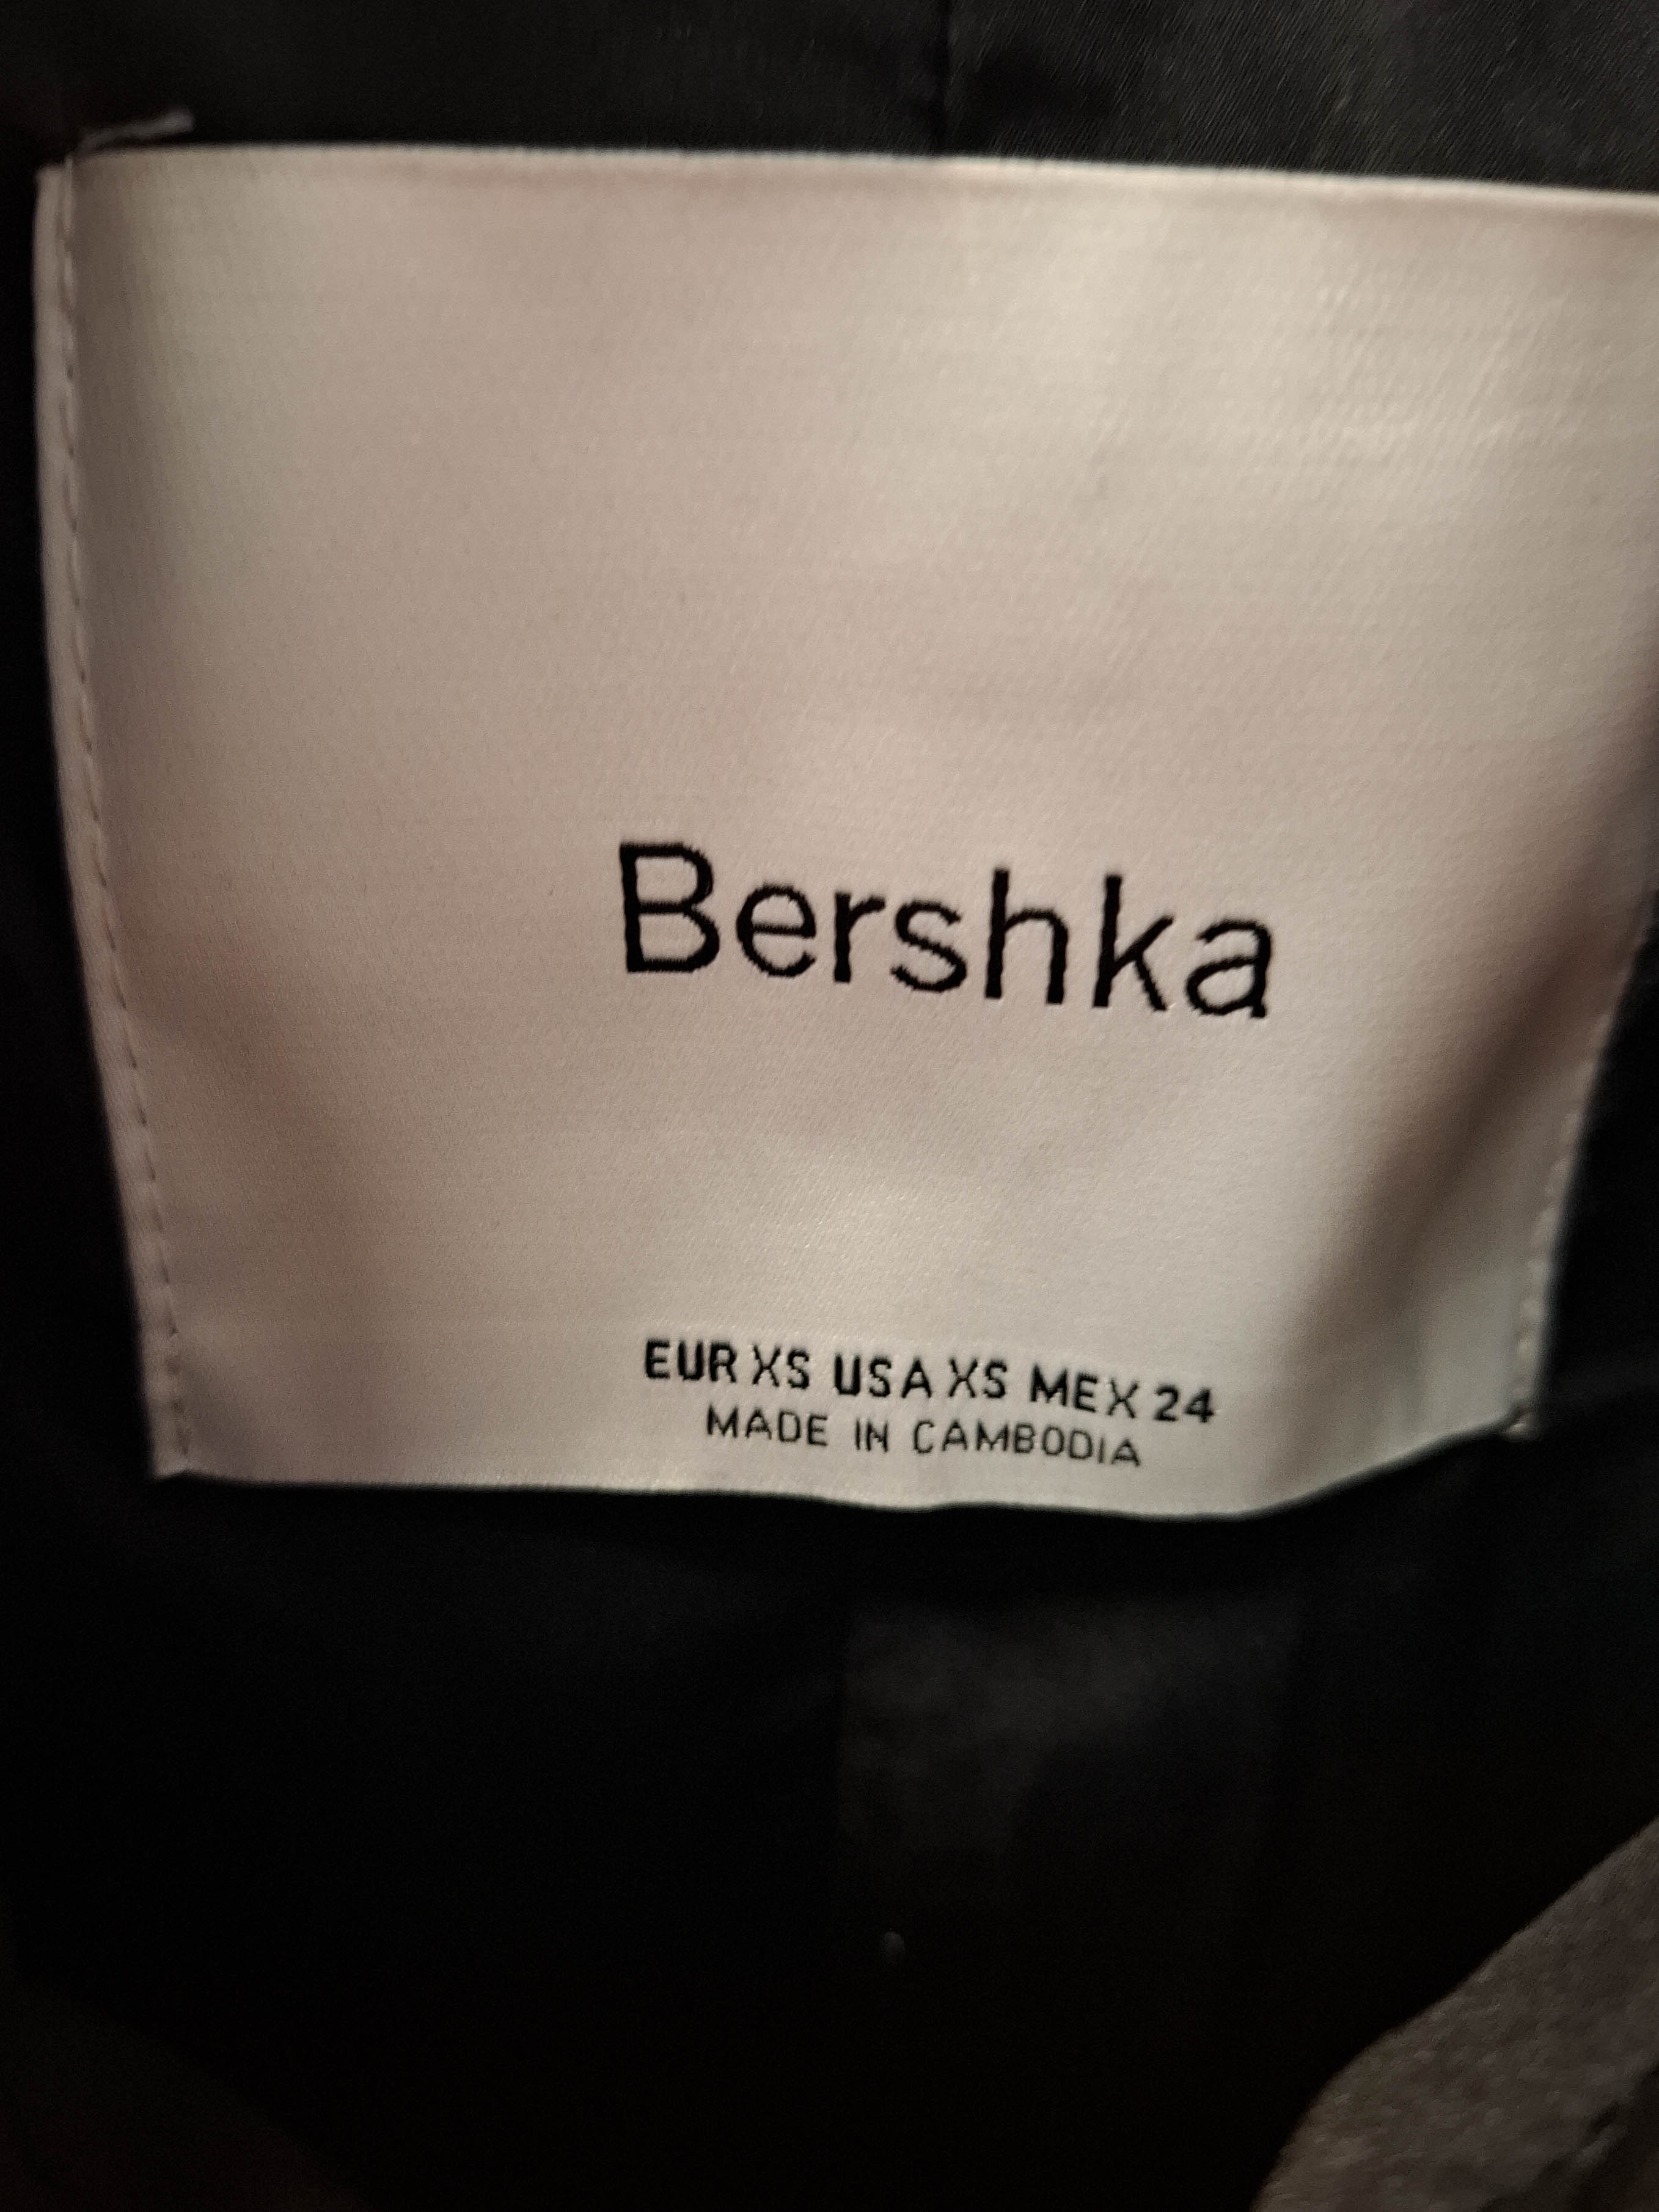 Bershka
EUR XS USA XS MEX 24
MADE IN CAMBODIA